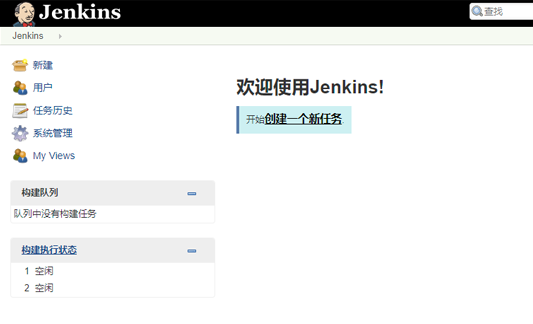 Jenkins
查找
Jenkins
新建
用户
任务历史
系统管理
My Views
欢迎使用Jenkins!
开始创建一个新任务.
构建队列
队列中没有构建任务
构建执行状态
1 空闲
2 空闲